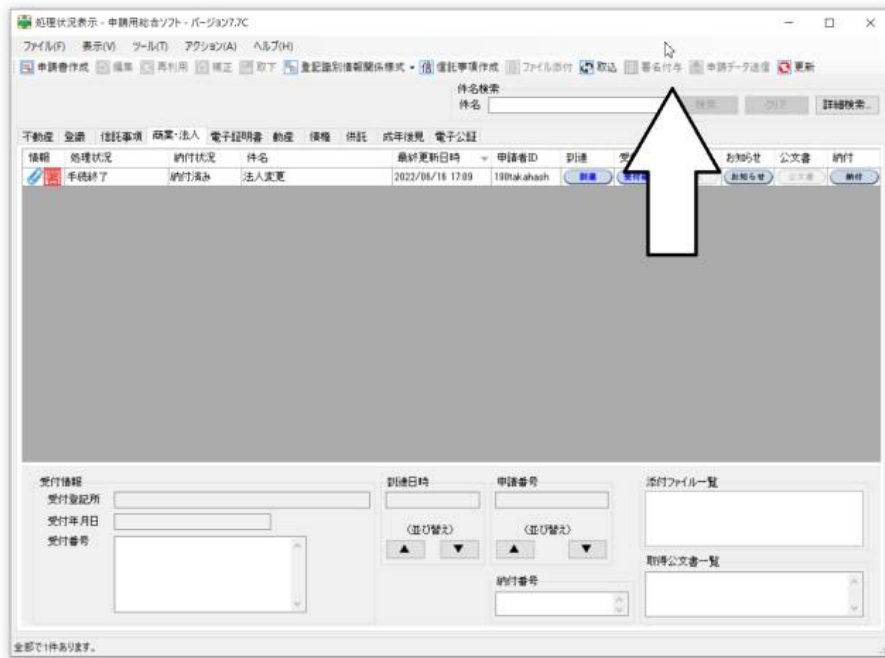 処理状況表示 - 申請用総合ソフト - バージョン7.7C
ファイル(F) 表示(V) ツール(T) アクション(A) ヘルプ(H)
申請書作成 編集 再利用 補正 取下 登記識別情報関係様式 信託事項作成 ファイル添付 取込 署名付与 申請データ送信 更新
件名検索
件名 検索 クリア 詳細検索...
不動産 登嘱 信託事項 商業・法人 電子証明書 動産 債権 供託 成年後見 電子公証
情報 処理状況 納付状況 件名 最終更新日時 申請者ID 到達 受 お知らせ 公文書 納付
手続終了 納付済み 法人変更 2022/06/16 17:09 190takahash 到達 受付 お知らせ 公文書 納付
受付情報 到達日時 申請番号 添付ファイル一覧
受付登記所
受付年月日 (並び替え) (並び替え)
受付番号 ▲ ▼ ▲ ▼
取得公文書一覧
納付番号
全部で1件あります。